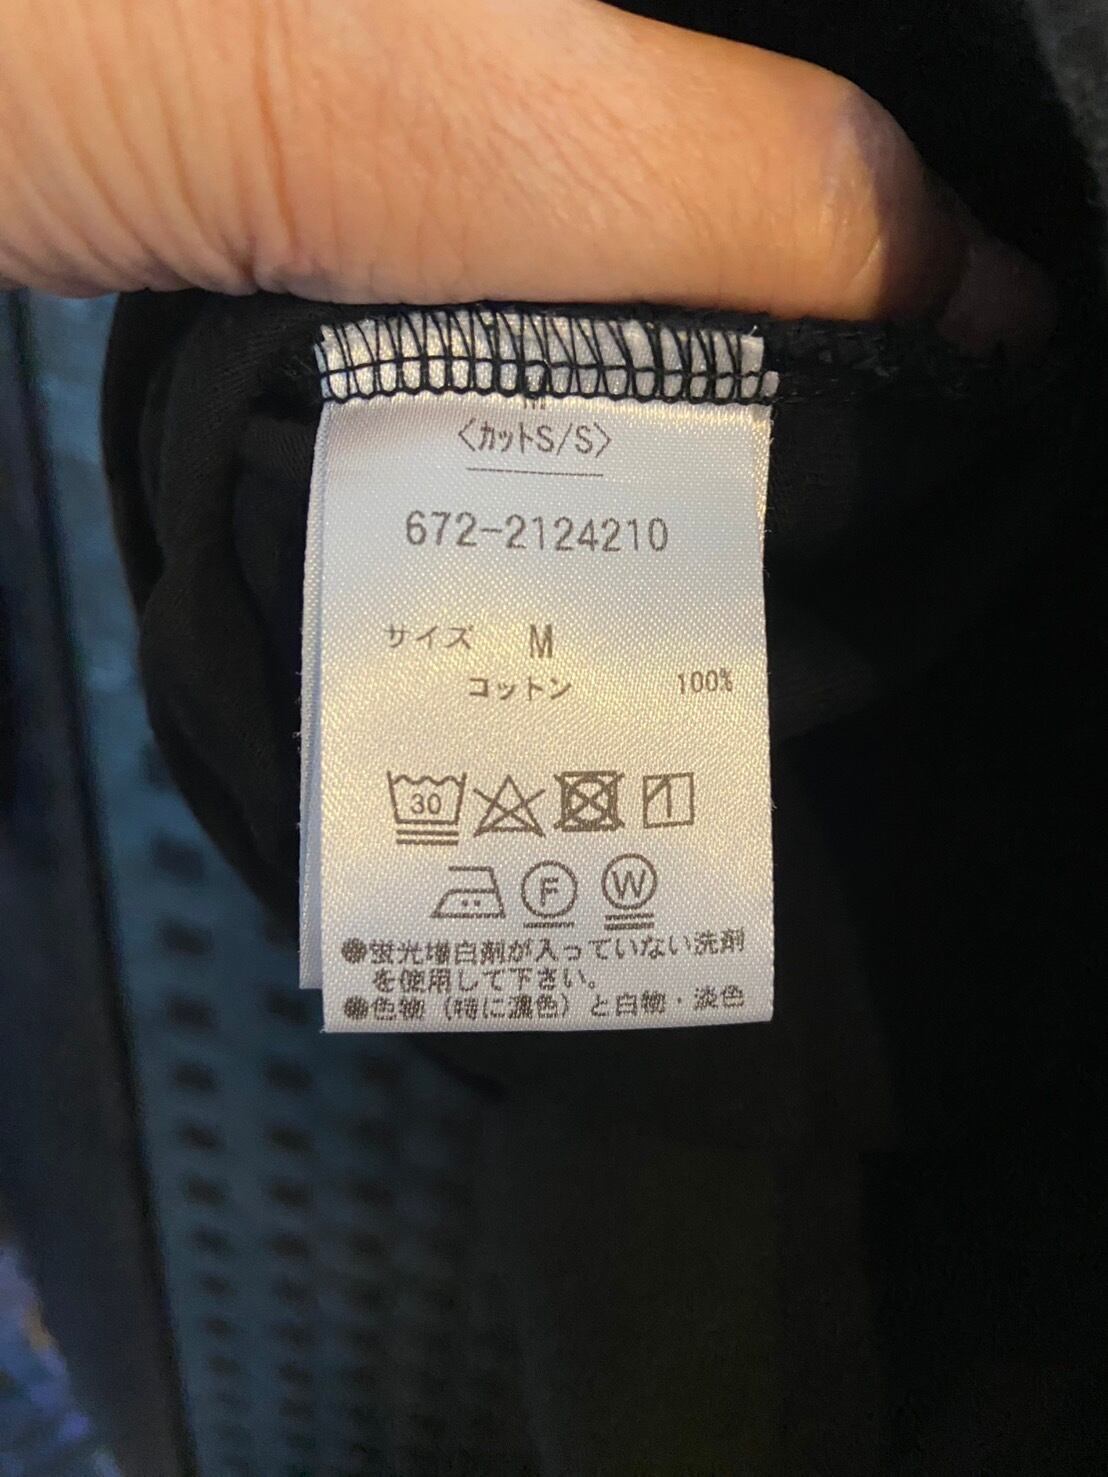 〈カットS/S〉
672-2124210
サイズ M
コットン 100%
30
F W
●蛍光増白剤が入っていない洗剤
を使用して下さい。
●色物(特に濃色)と白物・淡色